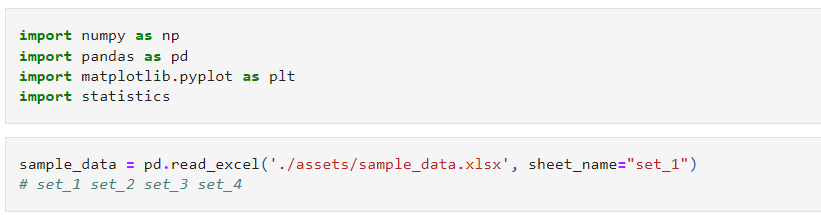 import numpy as np
import pandas as pd
import matplotlib.pyplot as plt
import statistics
sample_data = pd.read_excel('./assets/sample_data.xlsx', sheet_name="set_1")
# set_1 set_2 set_3 set_4